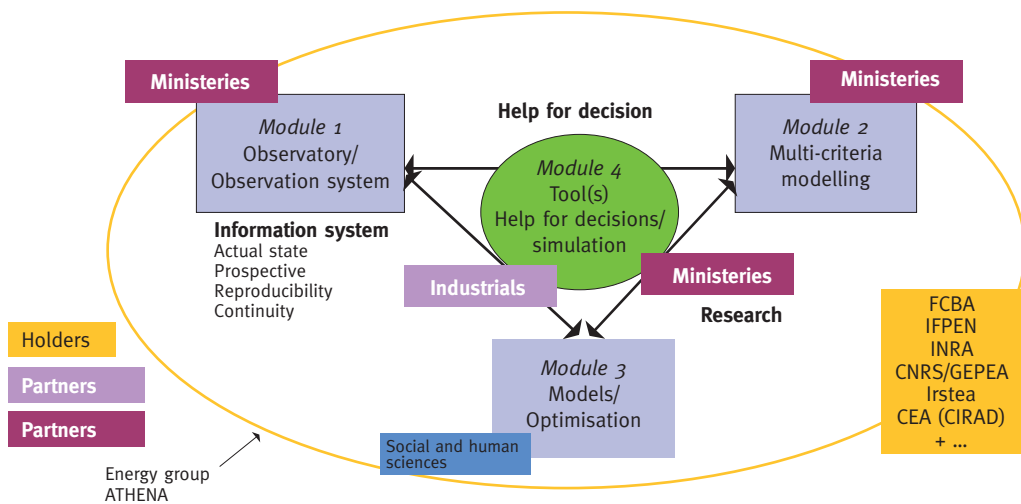 Ministeries
Module 1
Observatory/
Observation system
Information system
Actual state
Prospective
Reproducibility
Continuity
Help for decision
Module 4
Tool(s)
Help for decisions/
simulation
Ministeries
Module 2
Multi-criteria
modelling
Industrials
Ministeries
Research
Module 3
Models/
Optimisation
Social and human
sciences
Holders
Partners
Partners
Energy group
ATHENA
FCBA
IFPEN
INRA
CNRS/GEPEA
Irstea
CEA (CIRAD)
+ ...